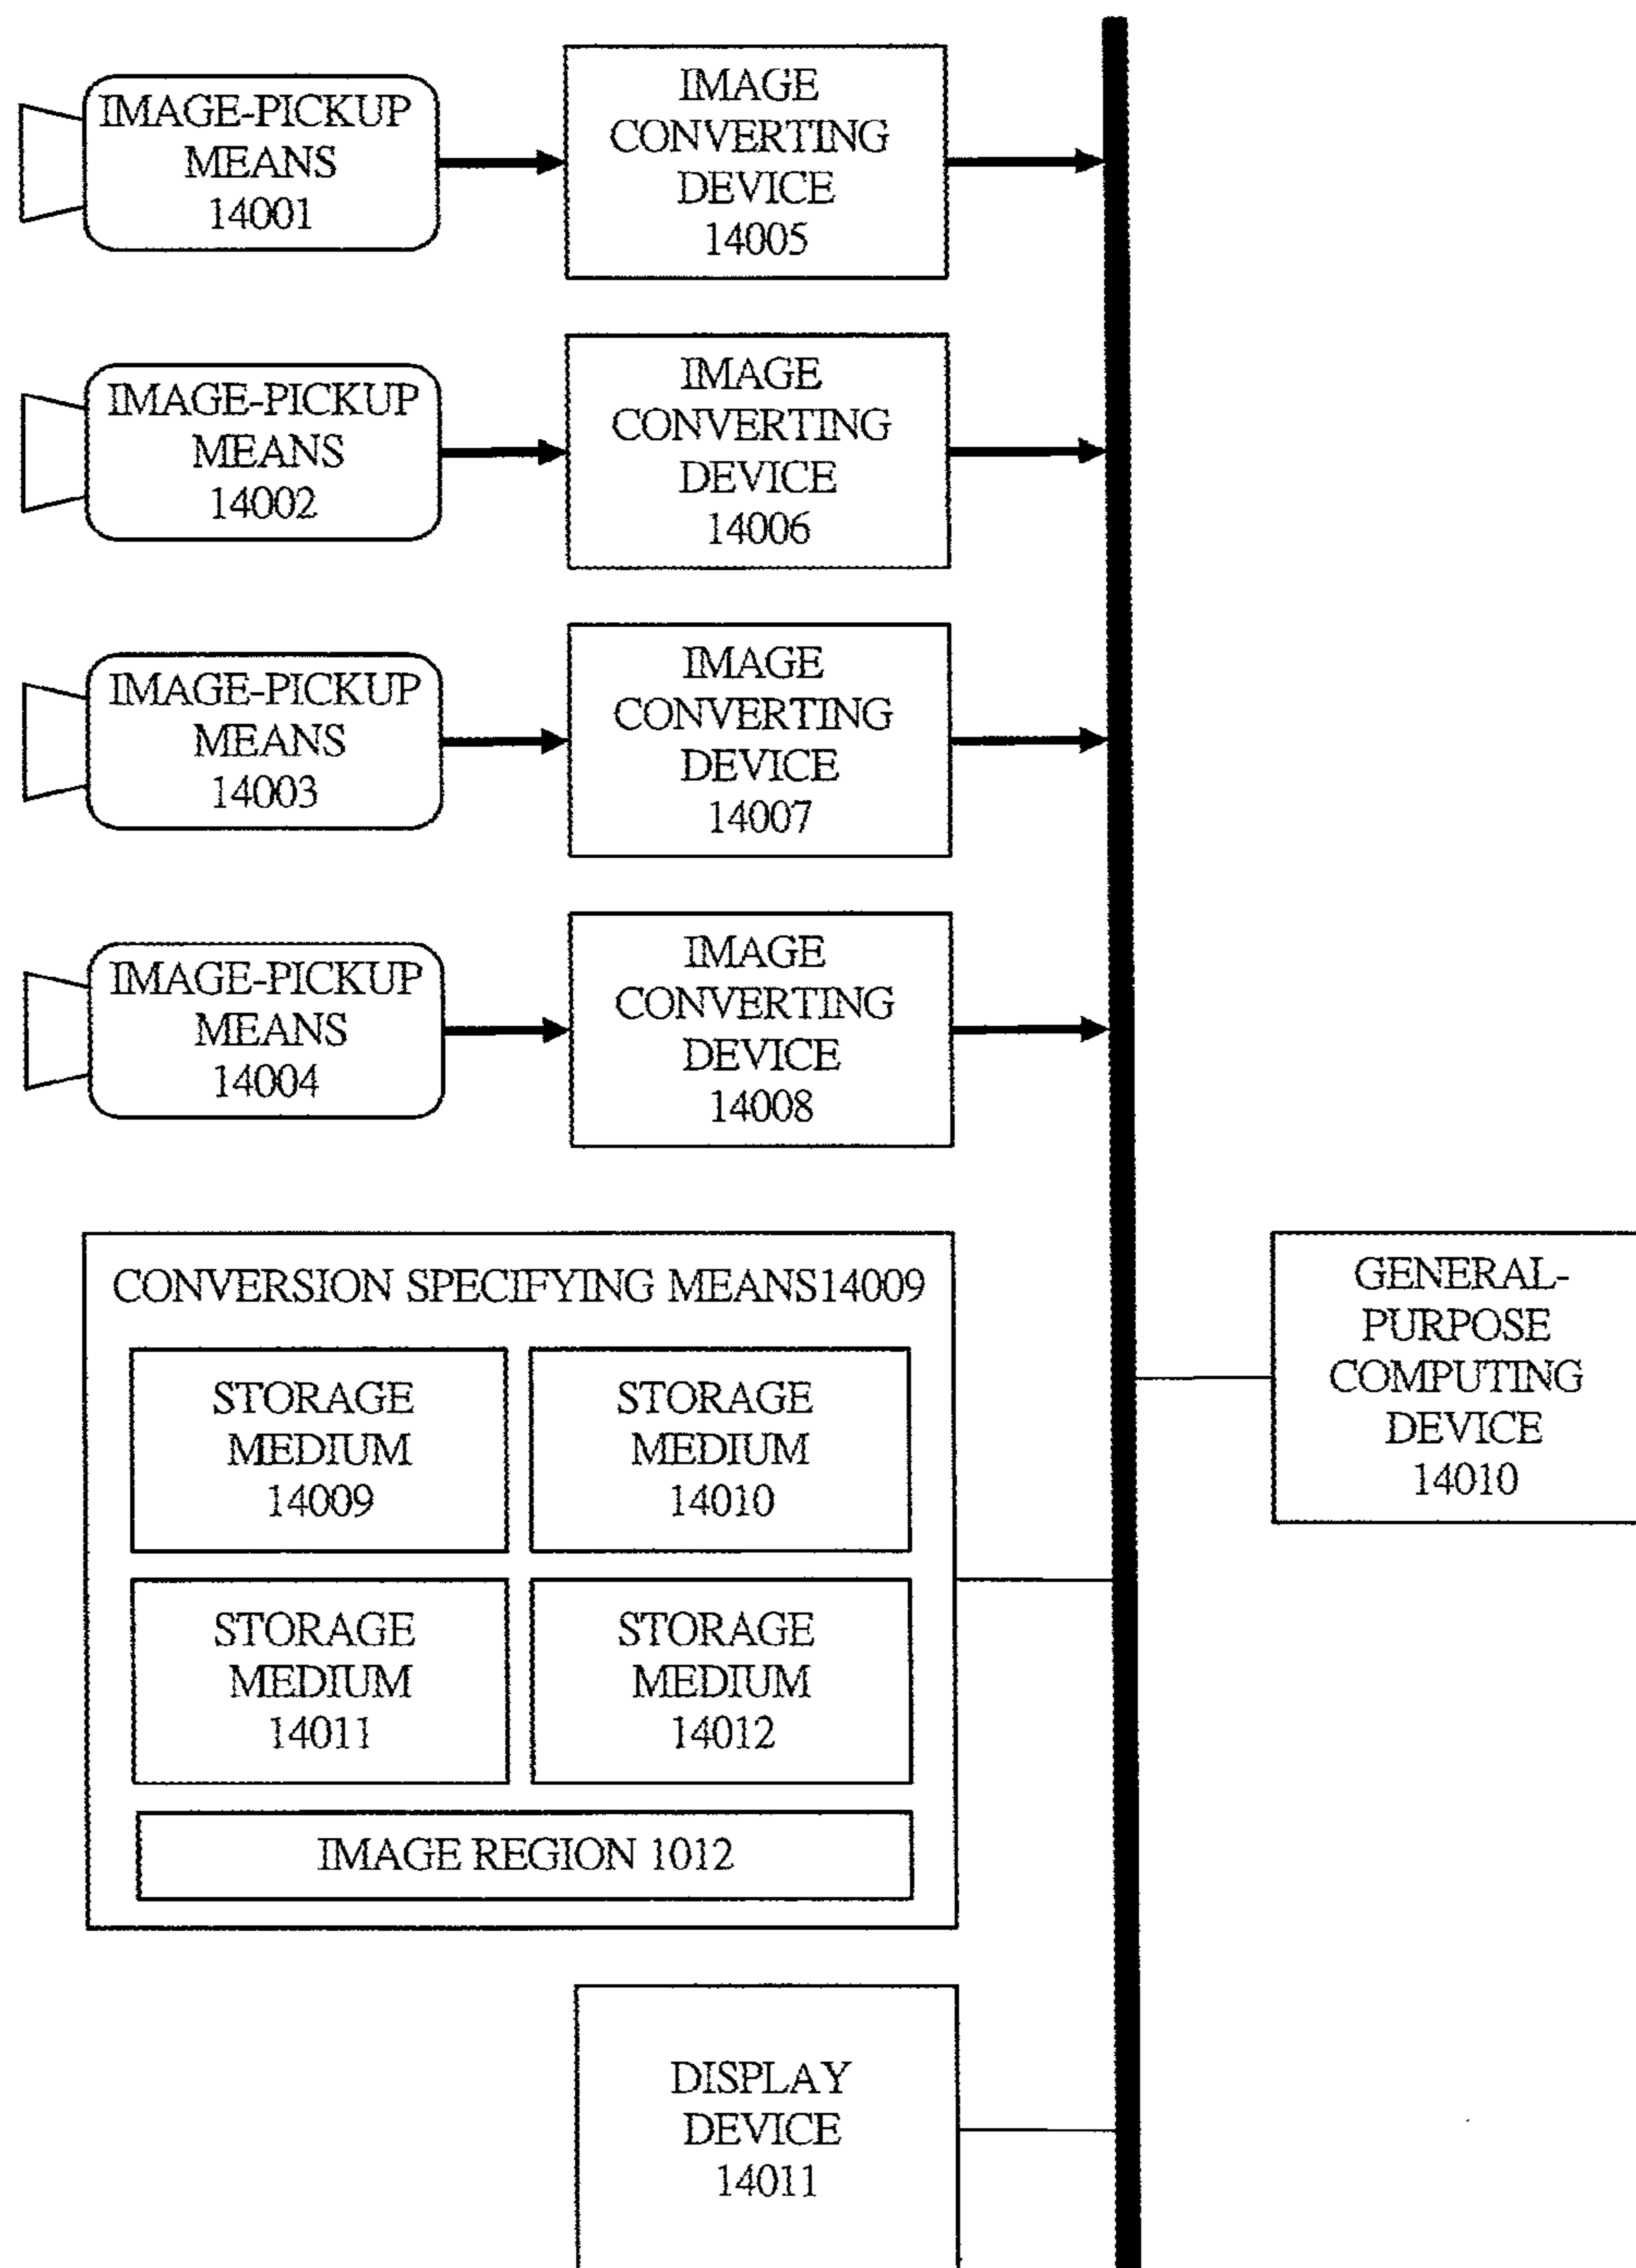 IMAGE-PICKUP
MEANS
14001
IMAGE
CONVERTING
DEVICE
14005
IMAGE-PICKUP
MEANS
14002
IMAGE
CONVERTING
DEVICE
14006
IMAGE-PICKUP
MEANS
14003
IMAGE
CONVERTING
DEVICE
14007
IMAGE-PICKUP
MEANS
14004
IMAGE
CONVERTING
DEVICE
14008
CONVERSION SPECIFYING MEANS14009
STORAGE
MEDIUM
14009
STORAGE
MEDIUM
14010
STORAGE
MEDIUM
14011
STORAGE
MEDIUM
14012
IMAGE REGION 1012
GENERAL-
PURPOSE
COMPUTING
DEVICE
14010
DISPLAY
DEVICE
14011